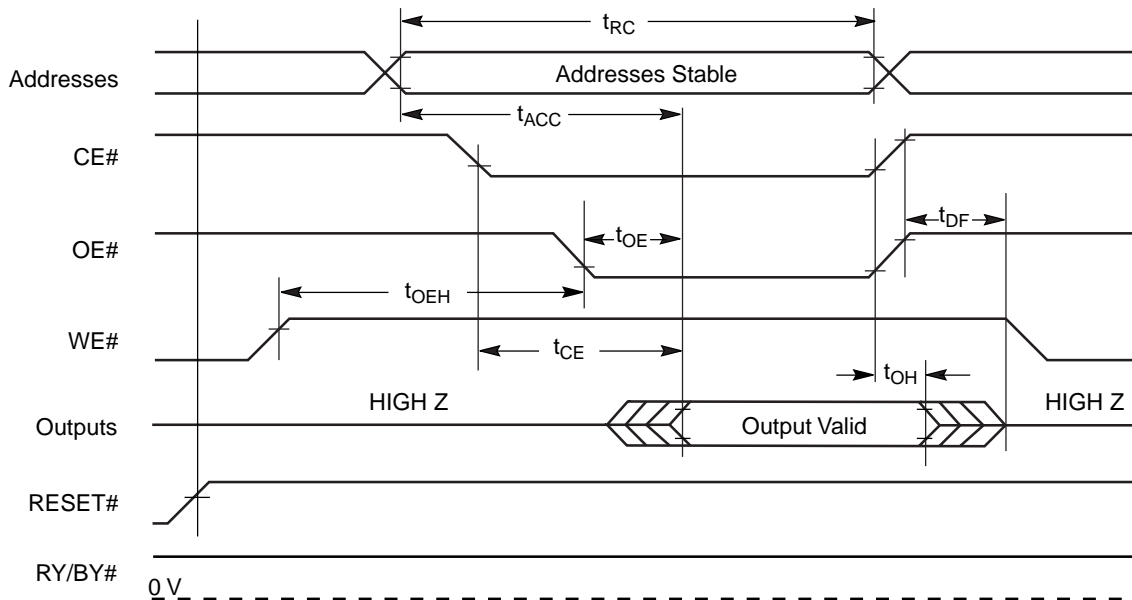 tRC
Addresses
Addresses Stable
tACC
CE#
tDF
OE#
tOE
tOEH
WE#
tCE
tOH
HIGH Z
HIGH Z
Outputs
Output Valid
RESET#
RY/BY#
0 V